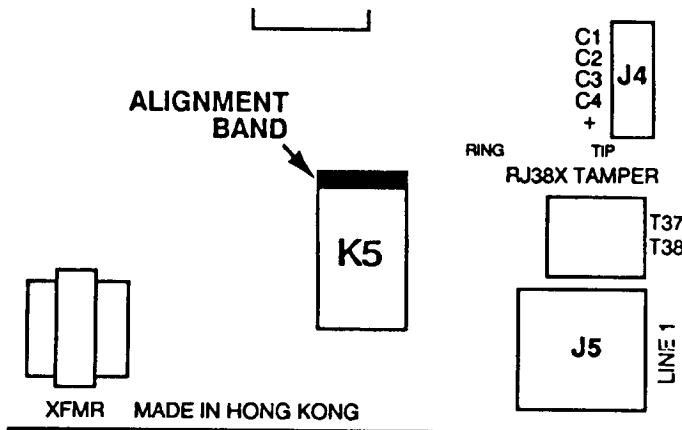 C1
C2
C3
C4
+
J4
ALIGNMENT
BAND
RING TIP
RJ38X TAMPER
K5
T37
T38
J5
LINE 1
XFMR MADE IN HONG KONG